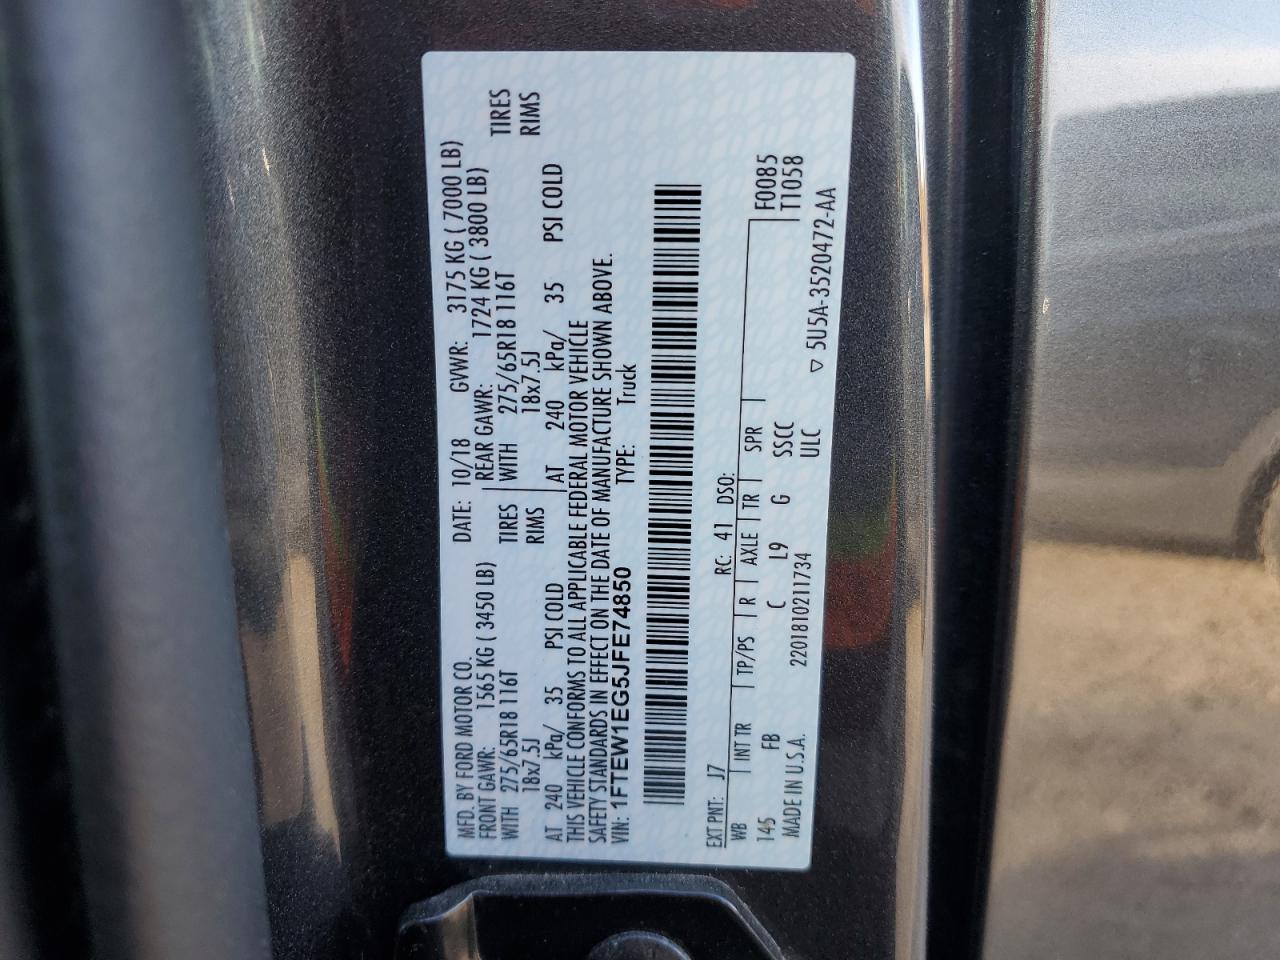 MFD. BY FORD MOTOR CO. DATE: 10/18 GVWR: 3175 KG ( 7000 LB)
FRONT GAWR: 1565 KG ( 3450 LB) REAR GAWR: 1724 KG ( 3800 LB)
WITH 275/65R18 116T TIRES WITH 275/65R18 116T TIRES
18x7.5J RIMS 18x7.5J RIMS
AT 240 kPa/ 35 PSI COLD AT 240 kPa/ 35 PSI COLD
THIS VEHICLE CONFORMS TO ALL APPLICABLE FEDERAL MOTOR VEHICLE
SAFETY STANDARDS IN EFFECT ON THE DATE OF MANUFACTURE SHOWN ABOVE.
VIN: 1FTEW1EG5JFE74850 TYPE: Truck
EXT PNT: J7 RC: 41 DSO:
WB INT TR TP/PS R AXLE TR SPR F0085
145 FB C L9 G SSCC T1058
MADE IN U.S.A. 220181021​1734 ULC ▽ 5U5A-3520472-AA